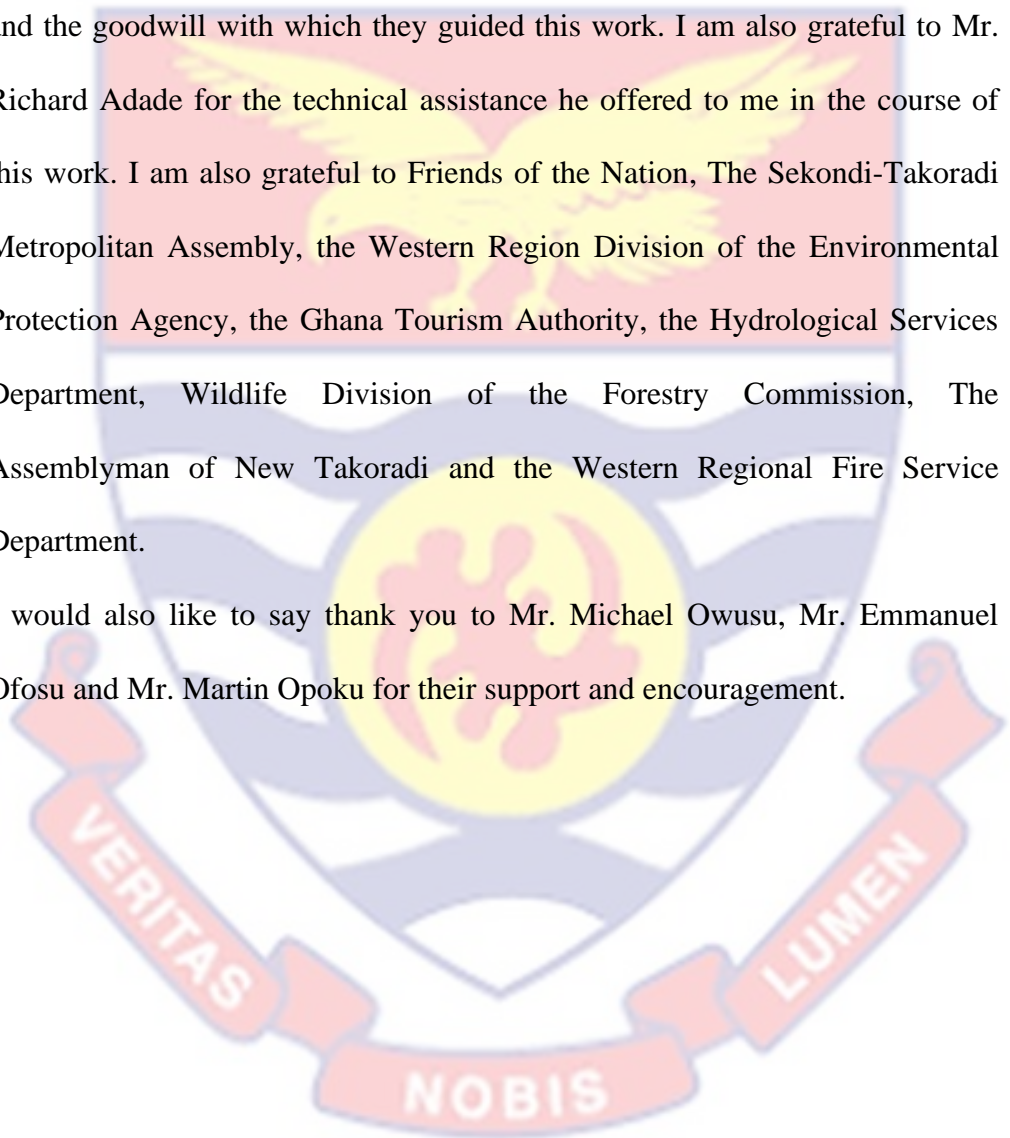 and the goodwill with which they guided this work. I am also grateful to Mr.
Richard Adade for the technical assistance he offered to me in the course of
this work. I am also grateful to Friends of the Nation, The Sekondi-Takoradi
Metropolitan Assembly, the Western Region Division of the Environmental
Protection Agency, the Ghana Tourism Authority, the Hydrological Services
Department, Wildlife Division of the Forestry Commission, The
Assemblyman of New Takoradi and the Western Regional Fire Service
Department.
I would also like to say thank you to Mr. Michael Owusu, Mr. Emmanuel
Ofosu and Mr. Martin Opoku for their support and encouragement.
VERITAS
NOBIS
LUMEN